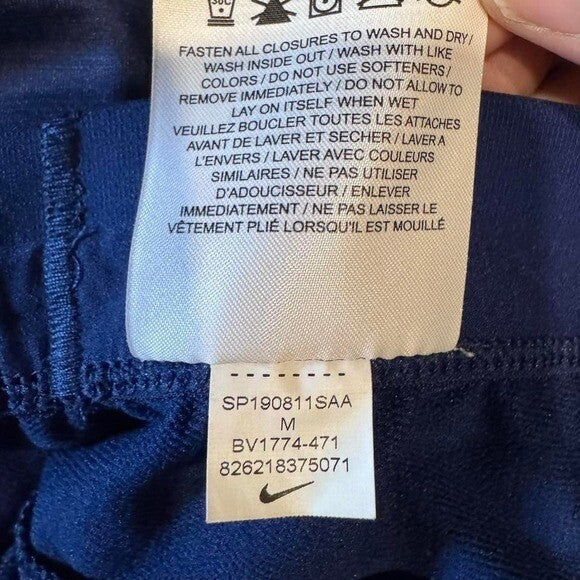 50C
FASTEN ALL CLOSURES TO WASH AND DRY/
WASH INSIDE OUT / WASH WITH LIKE
COLORS / DO NOT USE SOFTENERS/
REMOVE IMMEDIATELY / DO NOT ALLOW TO
LAY ON ITSELF WHEN WET
VEUILLEZ BOUCLER TOUTES LES ATTACHES
AVANT DE LAVER ET SECHER / LAVER A
L'ENVERS / LAVER AVEC COULEURS
SIMILAIRES / NE PAS UTILISER
D'ADOUCISSEUR / ENLEVER
IMMEDIATEMENT / NE PAS LAISSER LE
VÊTEMENT PLIÉ LORSQU'IL EST MOUILLÉ
SP190811SAA
M
BV1774-471
826218375071